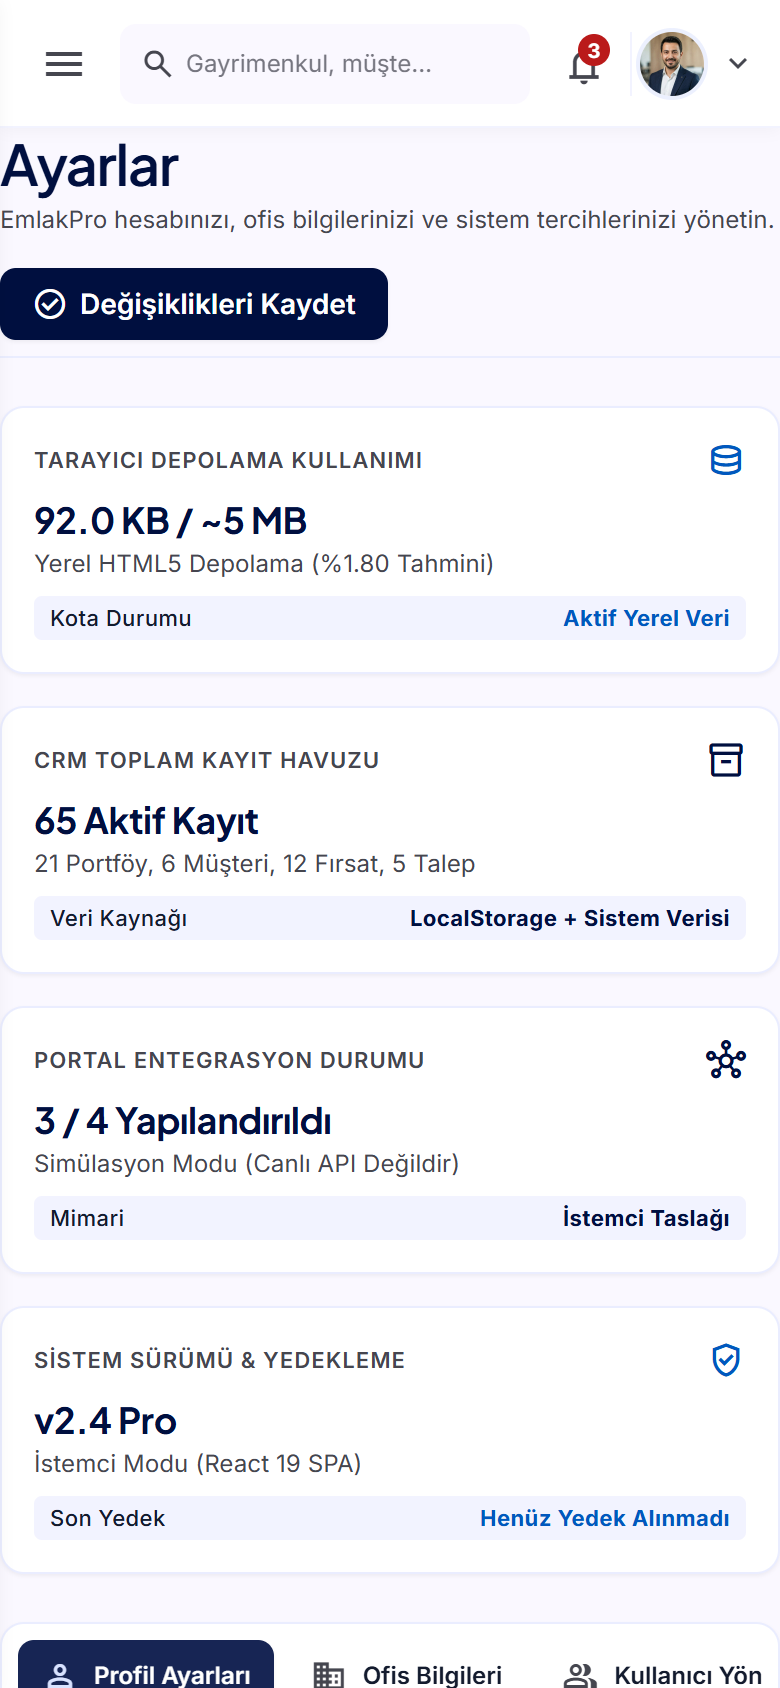 Gayrimenkul, müşte...
3
Ayarlar
EmlakPro hesabınızı, ofis bilgilerinizi ve sistem tercihlerinizi yönetin.
Değişiklikleri Kaydet
TARAYICI DEPOLAMA KULLANIMI
92.0 KB / ~5 MB
Yerel HTML5 Depolama (%1.80 Tahmini)
Kota Durumu Aktif Yerel Veri
CRM TOPLAM KAYIT HAVUZU
65 Aktif Kayıt
21 Portföy, 6 Müşteri, 12 Fırsat, 5 Talep
Veri Kaynağı LocalStorage + Sistem Verisi
PORTAL ENTEGRASYON DURUMU
3 / 4 Yapılandırıldı
Simülasyon Modu (Canlı API Değildir)
Mimari İstemci Taslağı
SİSTEM SÜRÜMÜ & YEDEKLEME
v2.4 Pro
İstemci Modu (React 19 SPA)
Son Yedek Henüz Yedek Alınmadı
Profil Ayarları Ofis Bilgileri Kullanıcı Yön